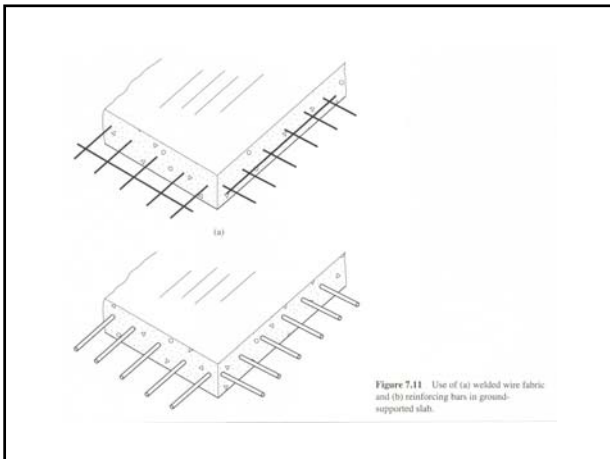 (a)
Figure 7.11 Use of (a) welded wire fabric
and (b) reinforcing bars in ground-
supported slab.